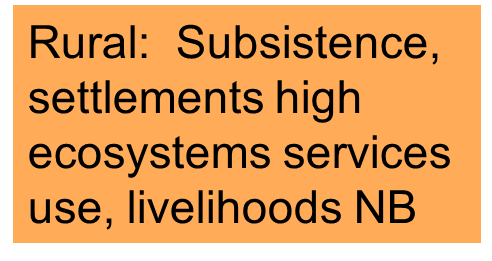 Rural:  Subsistence,
settlements high
ecosystems services
use, livelihoods NB